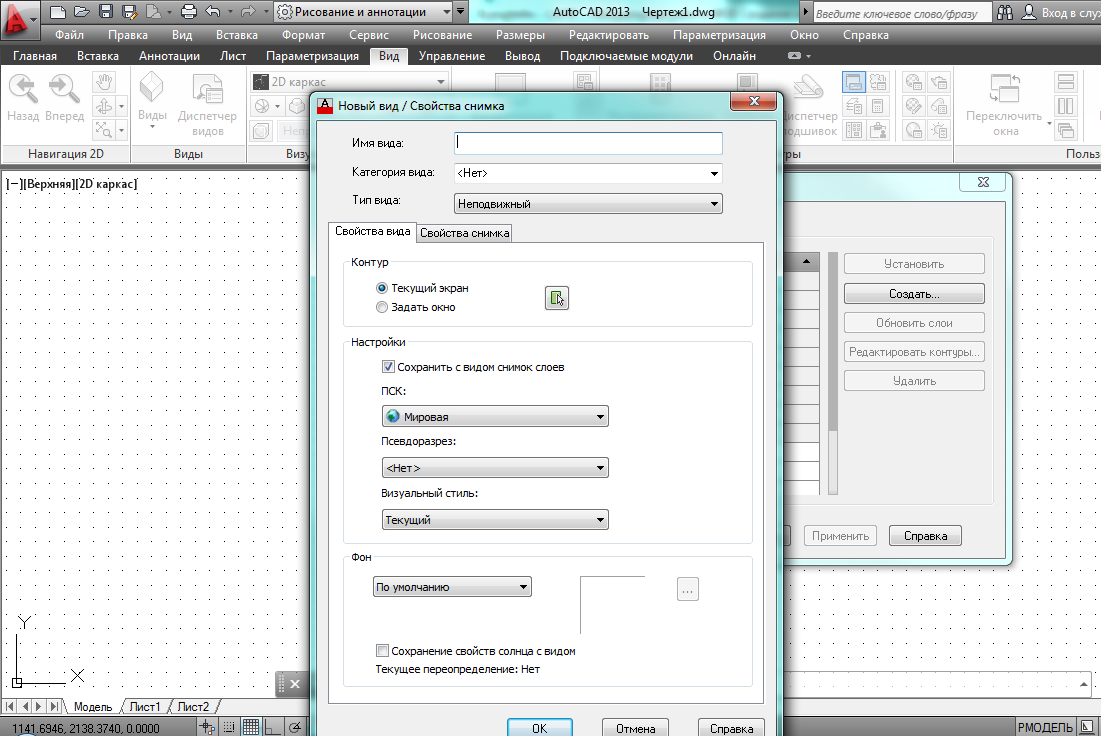 Рисование и аннотации
AutoCAD 2013 Чертеж1.dwg
Введите ключевое слово/фразу
Вход в слу
Файл Правка Вид Вставка Формат Сервис Рисование Размеры Редактировать Параметризация Окно Справка
Главная Вставка Аннотации Лист Параметризация Вид Управление Вывод Подключаемые модули Онлайн
2D каркас
Назад Вперед Виды Диспетчер видов
Диспетчер подшивок
Переключить окна
Навигация 2D Виды Визу
Польз
[−][Верхняя][2D каркас]
Новый вид / Свойства снимка
Имя вида:
Категория вида: <Нет>
Тип вида: Неподвижный
Свойства вида Свойства снимка
Контур
Текущий экран
Задать окно
Настройки
Сохранить с видом снимок слоев
ПСК:
Мировая
Псевдоразрез:
<Нет>
Визуальный стиль:
Текущий
Фон
По умолчанию
...
Сохранение свойств солнца с видом
Текущее переопределение: Нет
OK Отмена Справка
Установить
Создать...
Обновить слои
Редактировать контуры...
Удалить
Применить Справка
Y
X
Модель Лист1 Лист2
1141.6946, 2138.3740, 0.0000
РМОДЕЛЬ